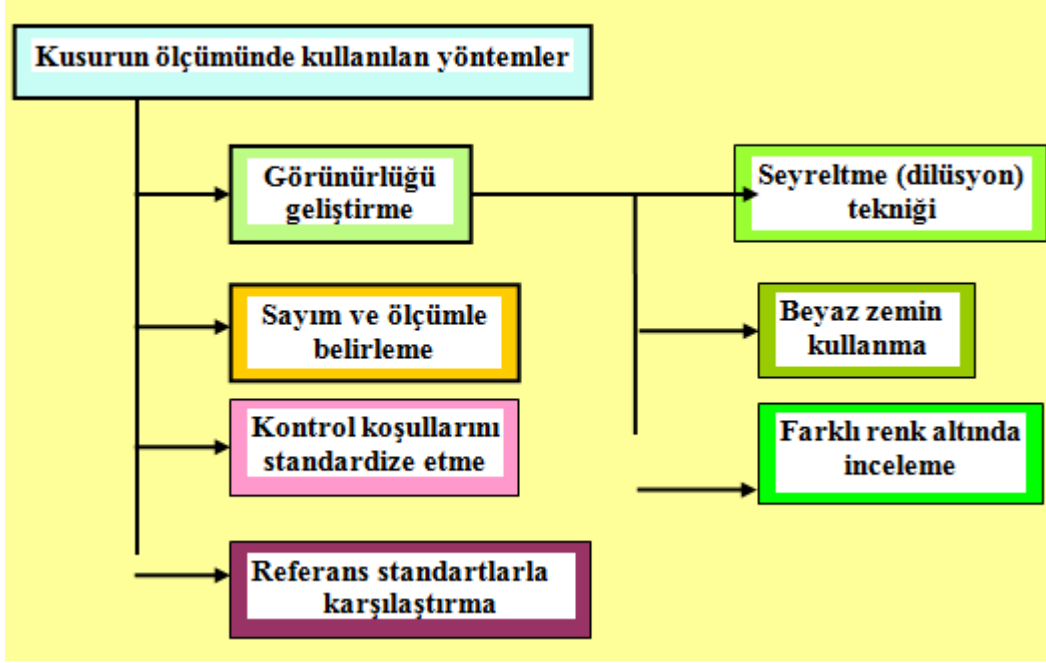 Kusurun ölçümünde kullanılan yöntemler
Görünürlüğü
geliştirme
Seyreltme (dilüsyon)
tekniği
Sayım ve ölçümle
belirleme
Beyaz zemin
kullanma
Kontrol koşullarını
standardize etme
Farklı renk altında
inceleme
Referans standartlarla
karşılaştırma